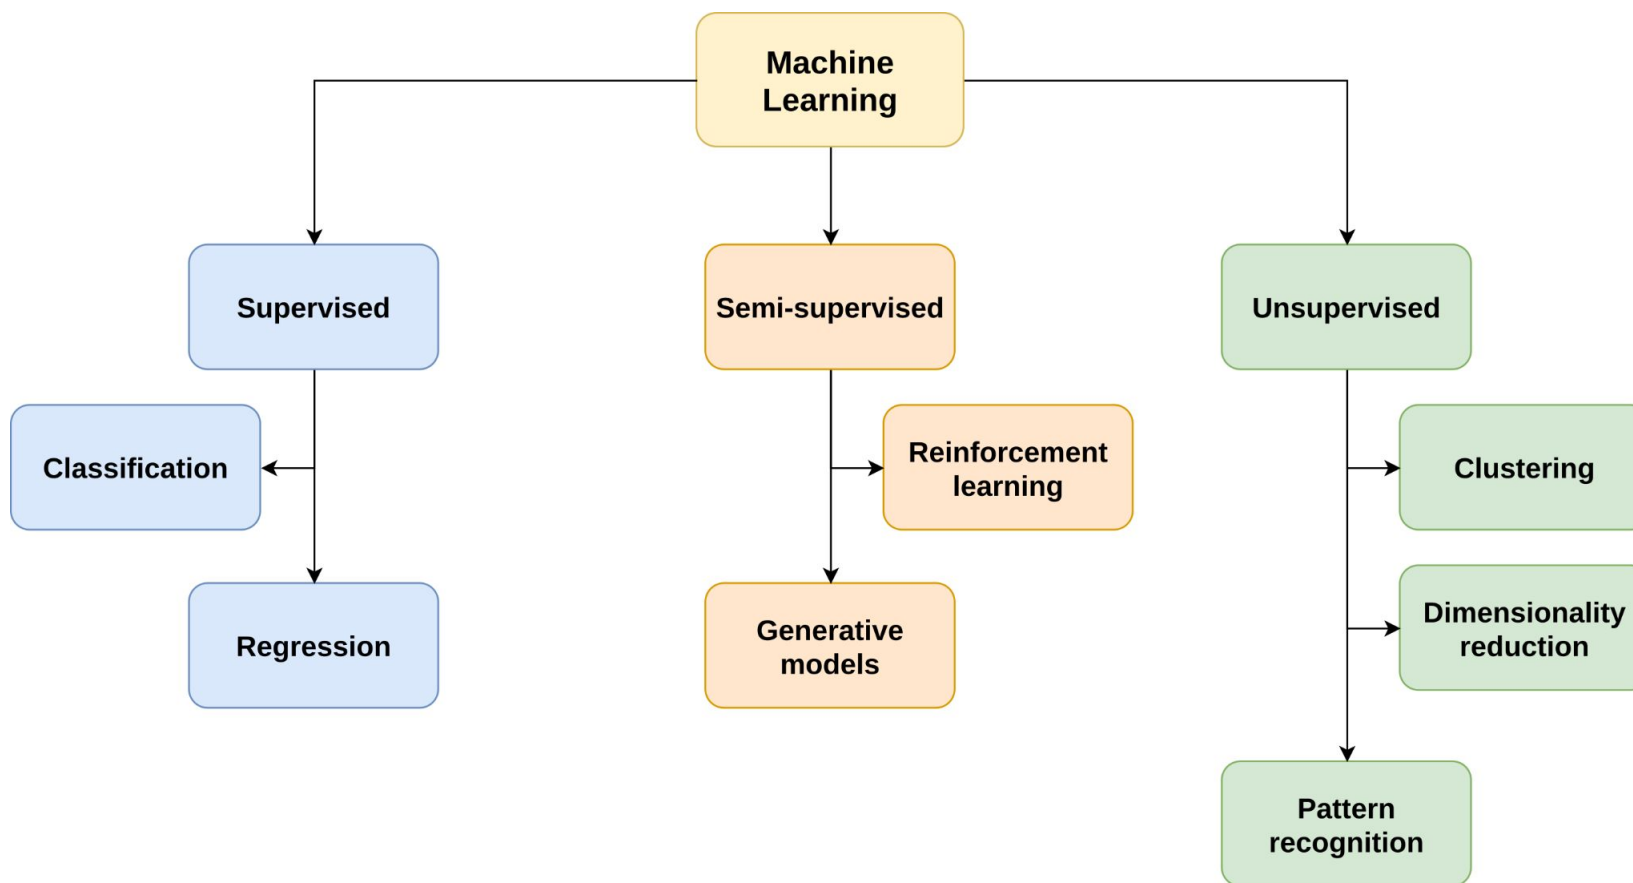 Machine
Learning
Supervised
Semi-supervised
Unsupervised
Classification
Reinforcement
learning
Clustering
Regression
Generative
models
Dimensionality
reduction
Pattern
recognition